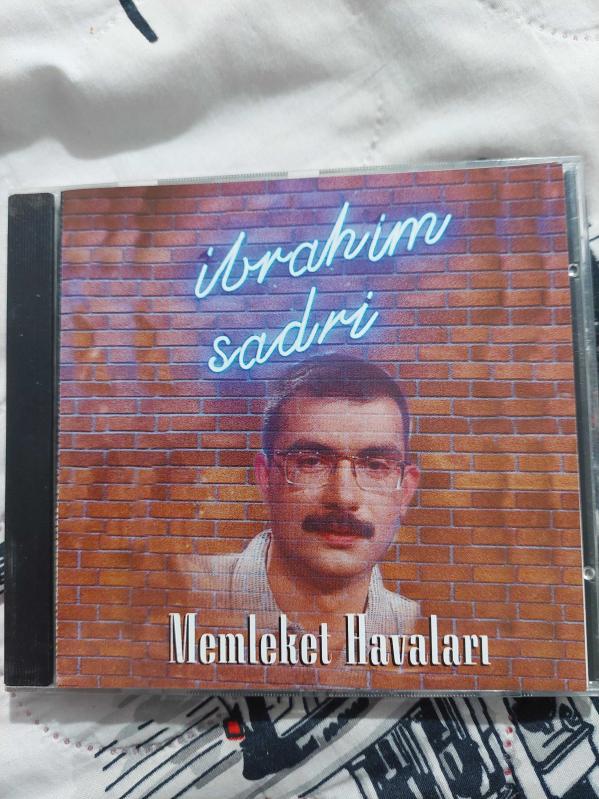 ibrahim
sadri
Memleket Havaları